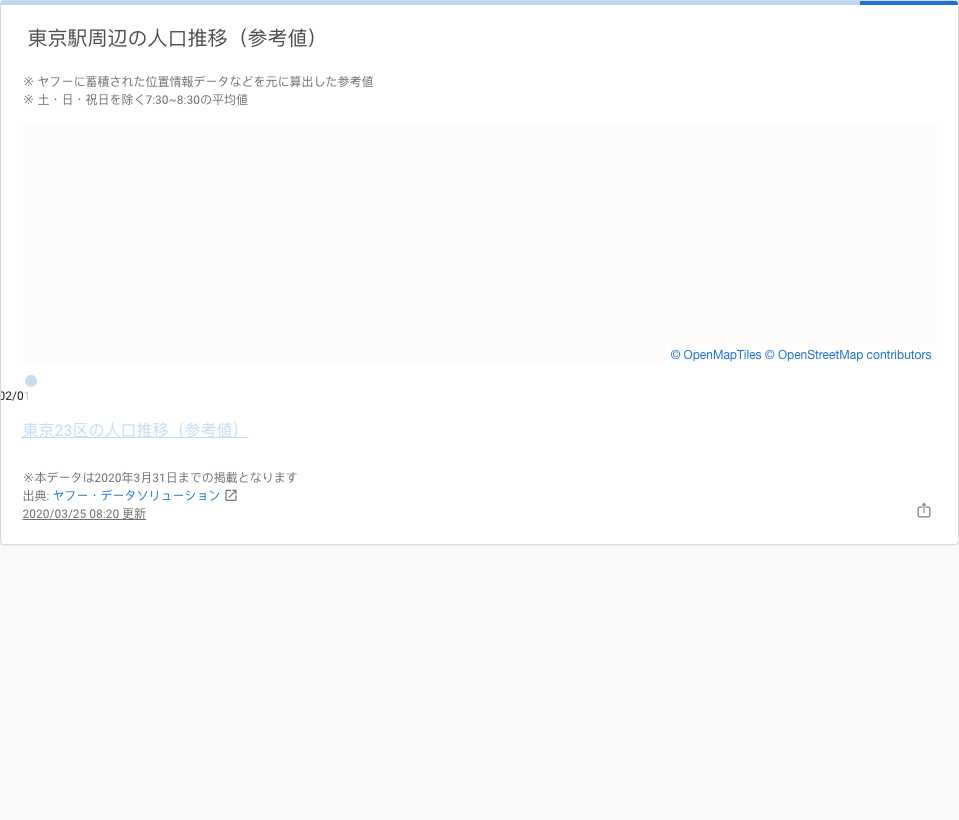 東京駅周辺の人口推移（参考値）
※ ヤフーに蓄積された位置情報データなどを元に算出した参考値
※ 土・日・祝日を除く7:30~8:30の平均値
© OpenMapTiles © OpenStreetMap contributors
02/01
東京23区の人口推移（参考値）
※本データは2020年3月31日までの掲載となります
出典: ヤフー・データソリューション
2020/03/25 08:20 更新